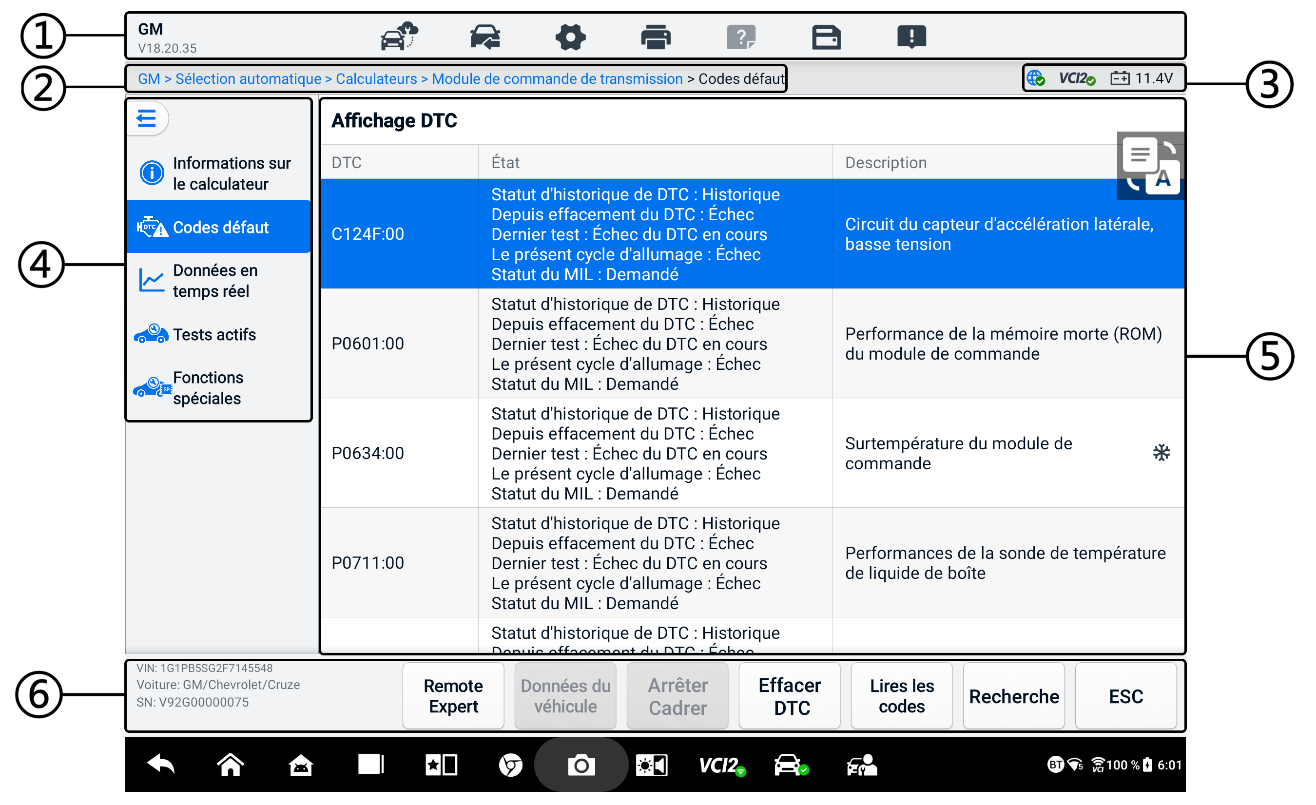 ①
GM
V18.20.35
②
GM > Sélection automatique > Calculateurs > Module de commande de transmission > Codes défaut
VCI2
11.4V
③
Affichage DTC
Informations sur
le calculateur
Codes défaut
④
Données en
temps réel
Tests actifs
Fonctions
spéciales
DTC État Description
A
C124F:00
Statut d'historique de DTC : Historique
Depuis effacement du DTC : Échec
Dernier test : Échec du DTC en cours
Le présent cycle d'allumage : Échec
Statut du MIL : Demandé
Circuit du capteur d'accélération latérale,
basse tension
P0601:00
Statut d'historique de DTC : Historique
Depuis effacement du DTC : Échec
Dernier test : Échec du DTC en cours
Le présent cycle d'allumage : Échec
Statut du MIL : Demandé
Performance de la mémoire morte (ROM)
du module de commande
⑤
P0634:00
Statut d'historique de DTC : Historique
Depuis effacement du DTC : Échec
Dernier test : Échec du DTC en cours
Le présent cycle d'allumage : Échec
Statut du MIL : Demandé
Surtempérature du module de
commande
P0711:00
Statut d'historique de DTC : Historique
Depuis effacement du DTC : Échec
Dernier test : Échec du DTC en cours
Le présent cycle d'allumage : Échec
Statut du MIL : Demandé
Performances de la sonde de température
de liquide de boîte
Statut d'historique de DTC : Historique
Depuis effacement du DTC : Échec
⑥
VIN: 1G1PB5SG2F7145548
Voiture: GM/Chevrolet/Cruze
SN: V92G00000075
Remote
Expert
Données du
véhicule
Arrêter
Cadrer
Effacer
DTC
Lires les
codes
Recherche
ESC
VCI2
BT
5
VCI
100 %
6:01